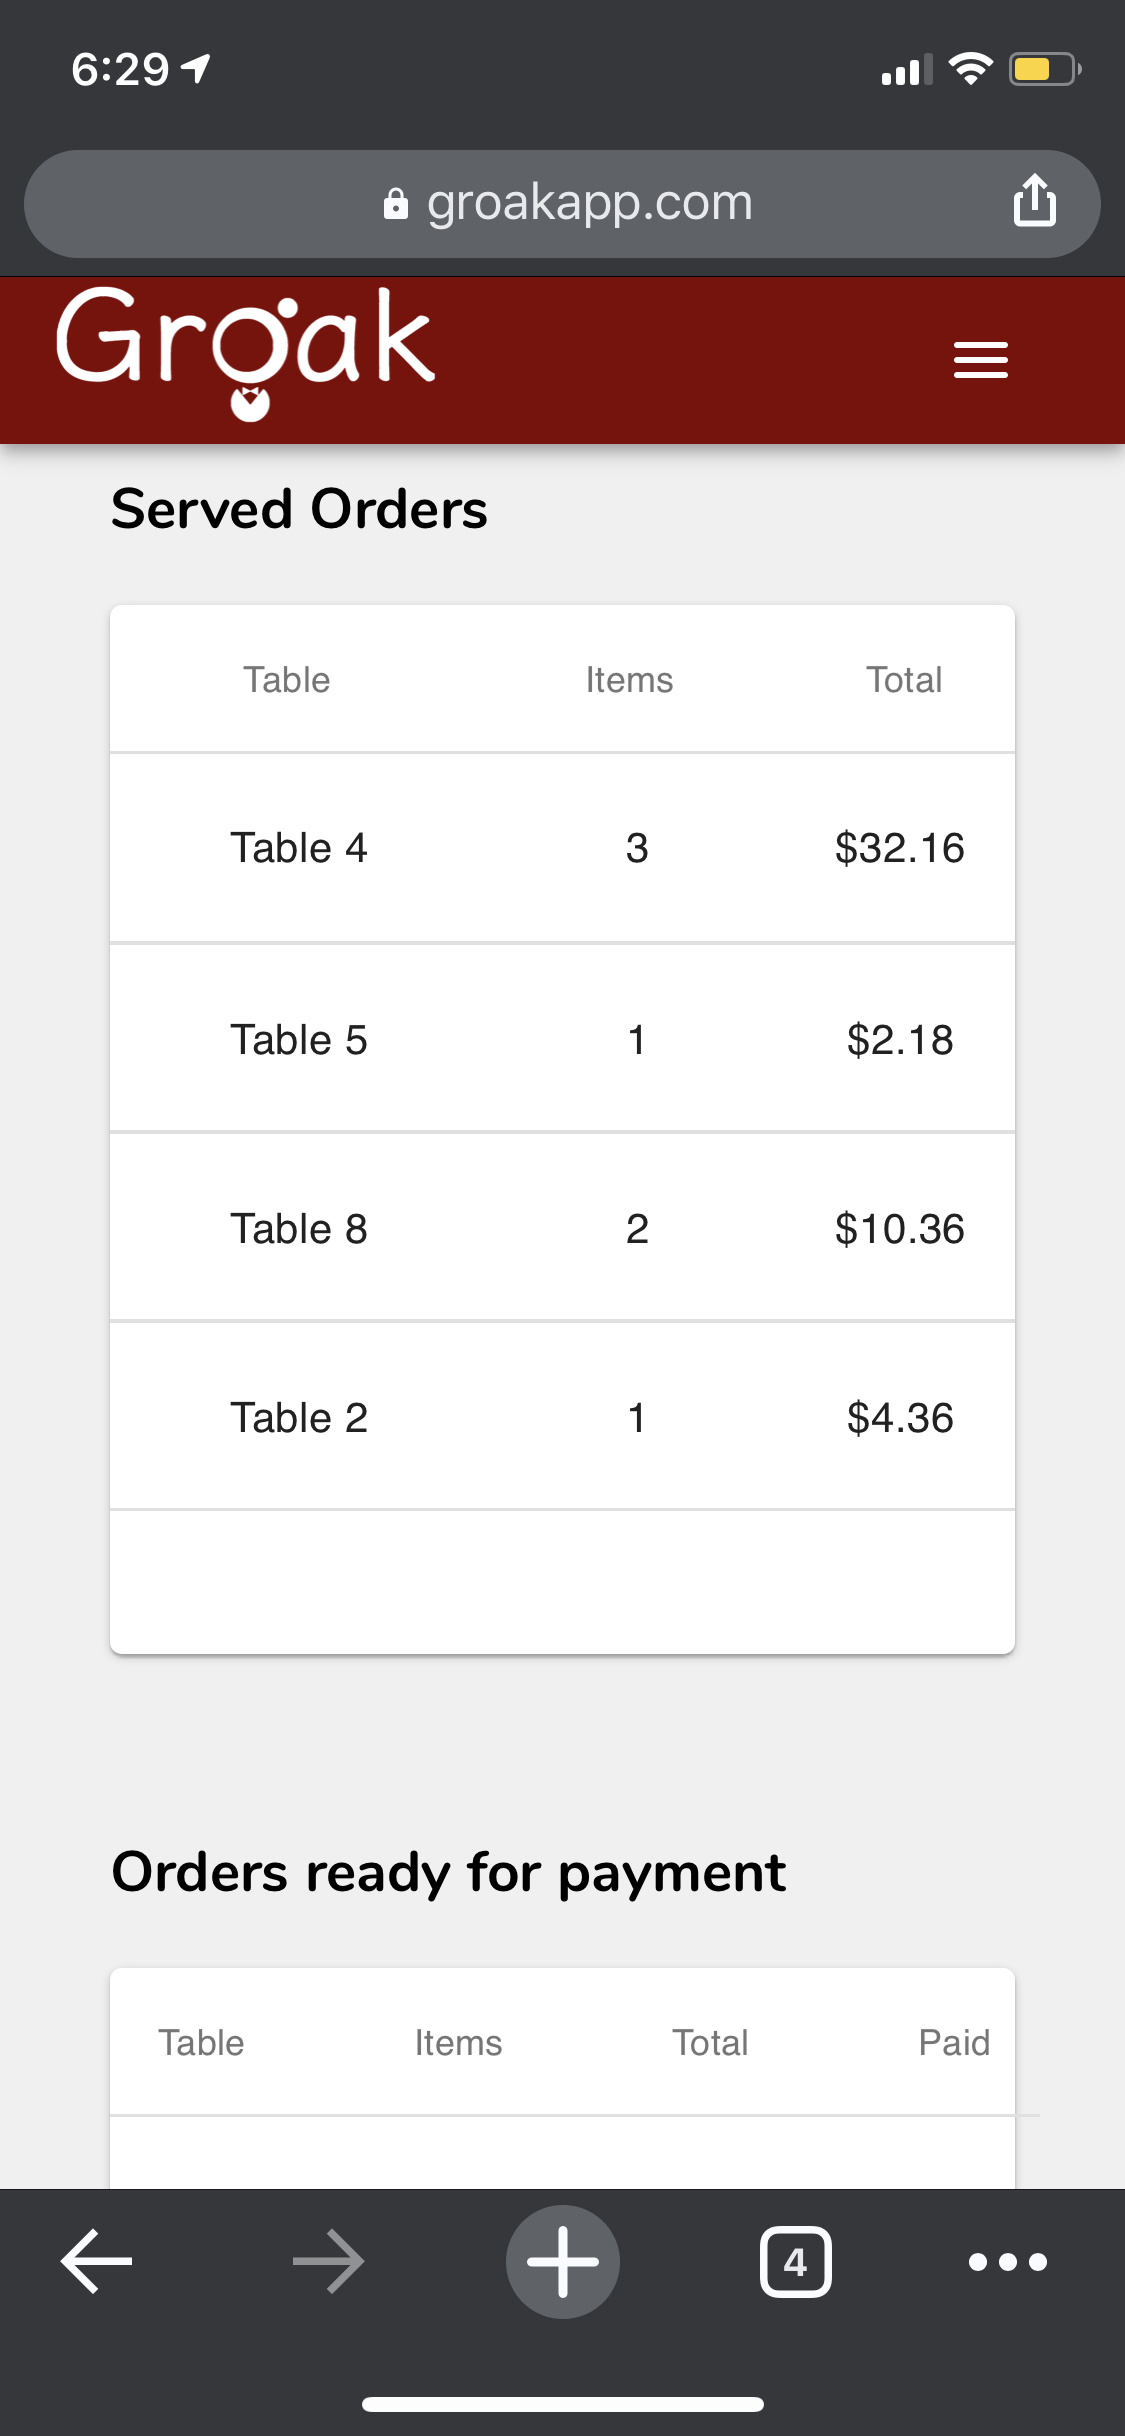 6:29
groakapp.com
Groak
Served Orders
Table Items Total
Table 4 3 $32.16
Table 5 1 $2.18
Table 8 2 $10.36
Table 2 1 $4.36
Orders ready for payment
Table Items Total Paid
4